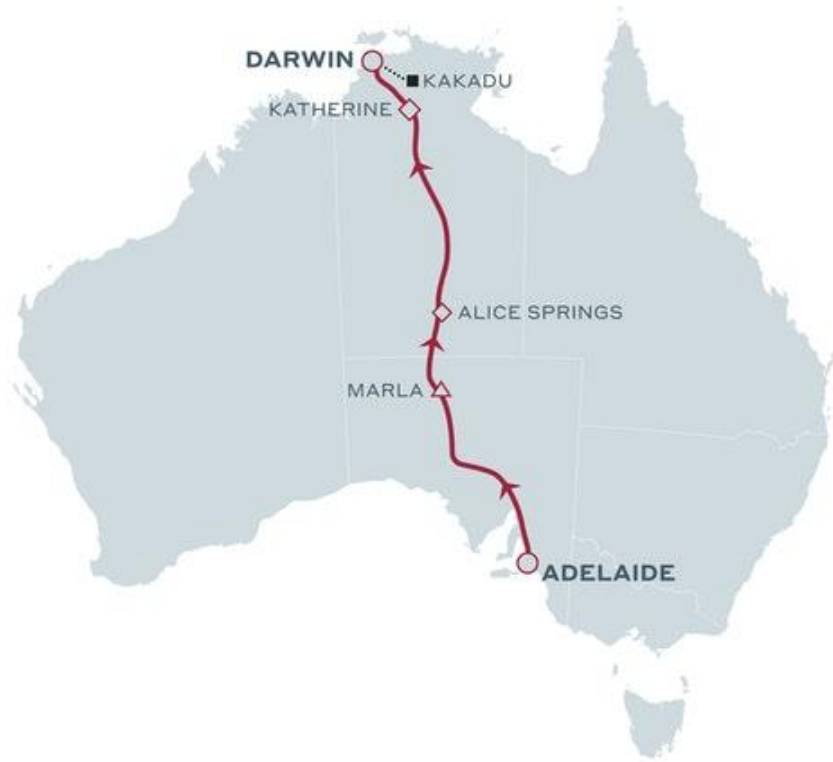 DARWIN
KAKADU
KATHERINE
ALICE SPRINGS
MARLA
ADELAIDE